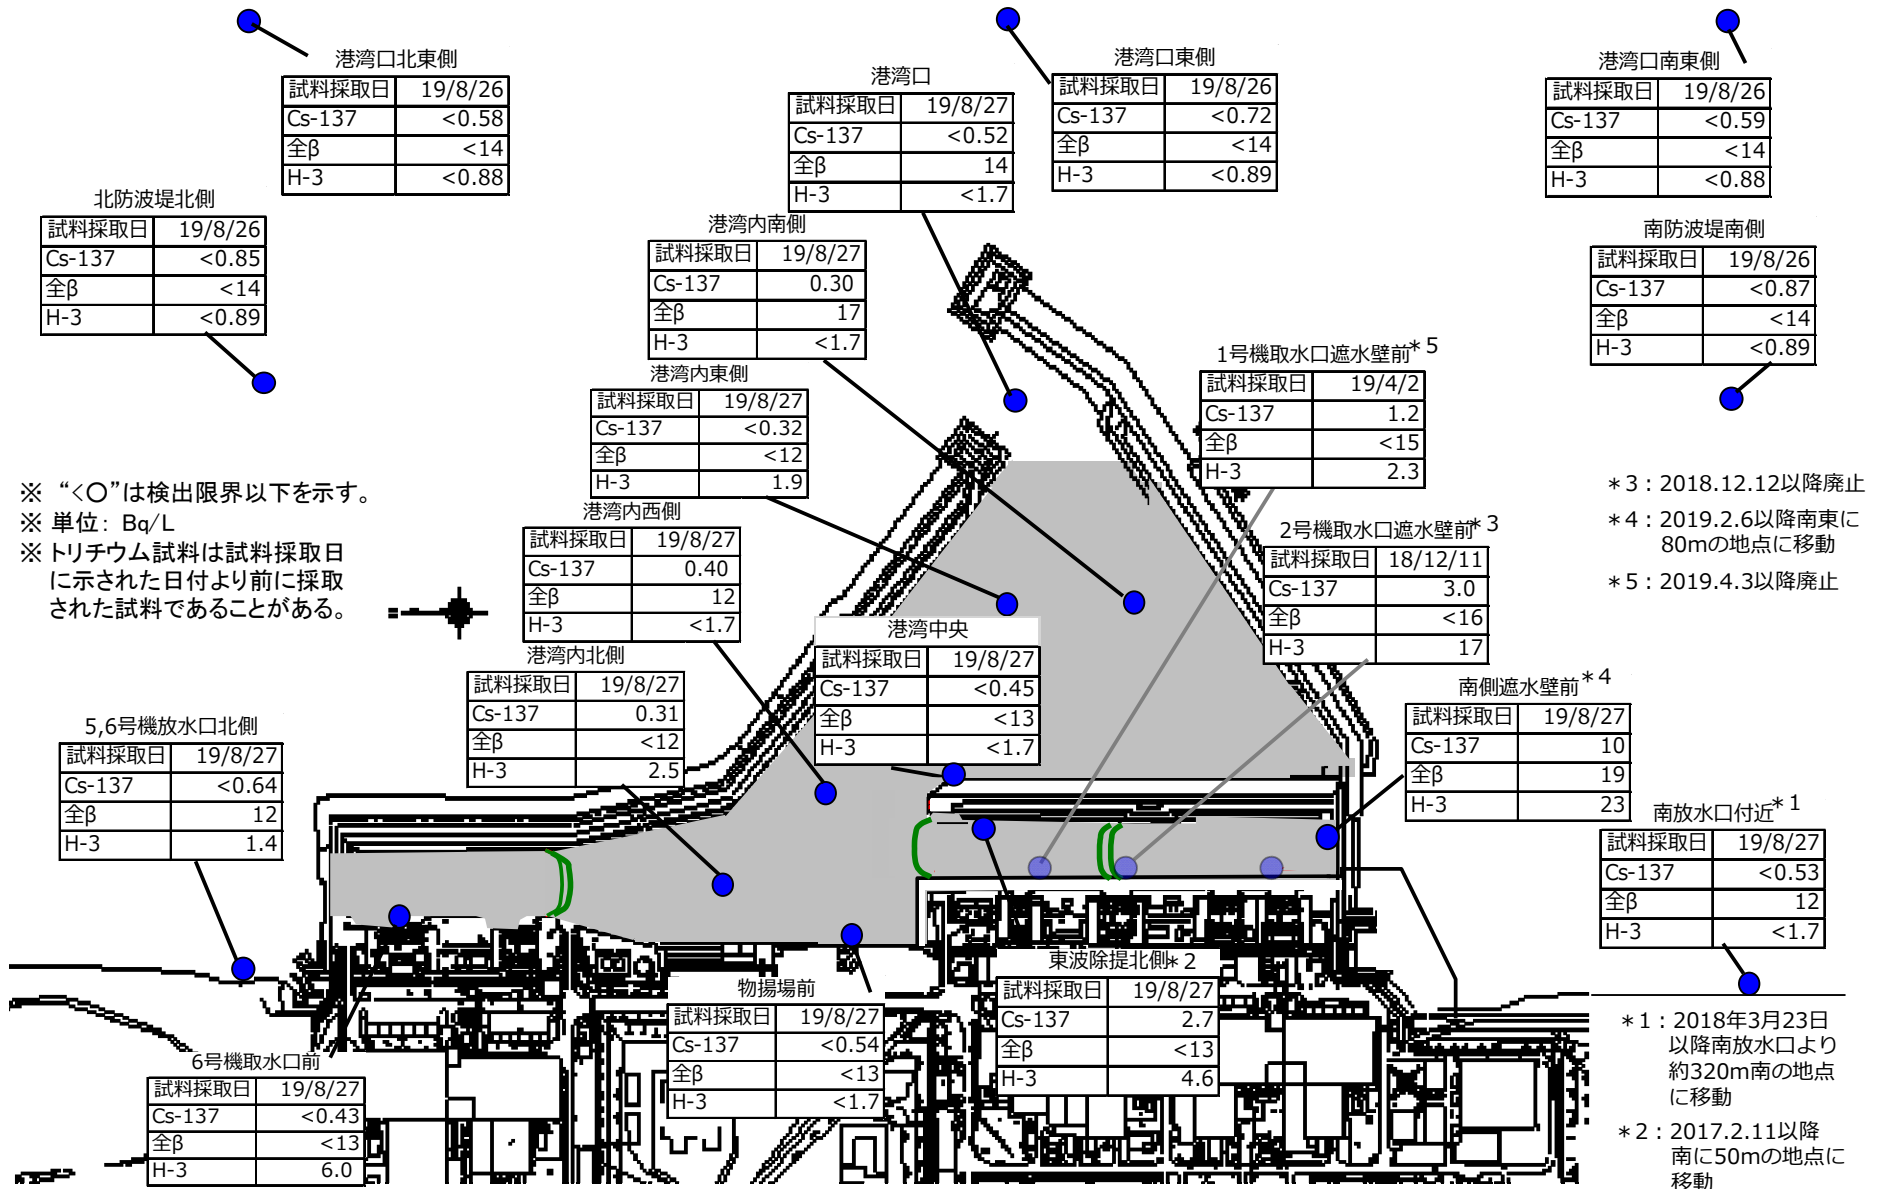 港湾口北東側
試料採取日 19/8/26
Cs-137 <0.58
全β <14
H-3 <0.88
港湾口
試料採取日 19/8/27
Cs-137 <0.52
全β 14
H-3 <1.7
港湾口東側
試料採取日 19/8/26
Cs-137 <0.72
全β <14
H-3 <0.89
港湾口南東側
試料採取日 19/8/26
Cs-137 <0.59
全β <14
H-3 <0.88
北防波堤北側
試料採取日 19/8/26
Cs-137 <0.85
全β <14
H-3 <0.89
港湾内南側
試料採取日 19/8/27
Cs-137 0.30
全β 17
H-3 <1.7
南防波堤南側
試料採取日 19/8/26
Cs-137 <0.87
全β <14
H-3 <0.89
港湾内東側
試料採取日 19/8/27
Cs-137 <0.32
全β <12
H-3 1.9
1号機取水口遮水壁前*5
試料採取日 19/4/2
Cs-137 1.2
全β <15
H-3 2.3
※ “<○”は検出限界以下を示す。
※ 単位: Bq/L
※ トリチウム試料は試料採取日
に示された日付より前に採取
された試料であることがある。
港湾内西側
試料採取日 19/8/27
Cs-137 0.40
全β 12
H-3 <1.7
2号機取水口遮水壁前*3
試料採取日 18/12/11
Cs-137 3.0
全β <16
H-3 17
*3:2018.12.12以降廃止
*4:2019.2.6以降南東に
80mの地点に移動
*5:2019.4.3以降廃止
港湾中央
試料採取日 19/8/27
Cs-137 <0.45
全β <13
H-3 <1.7
港湾内北側
試料採取日 19/8/27
Cs-137 0.31
全β <12
H-3 2.5
南側遮水壁前*4
試料採取日 19/8/27
Cs-137 10
全β 19
H-3 23
5,6号機放水口北側
試料採取日 19/8/27
Cs-137 <0.64
全β 12
H-3 1.4
南放水口付近*1
試料採取日 19/8/27
Cs-137 <0.53
全β 12
H-3 <1.7
東波除提北側*2
試料採取日 19/8/27
Cs-137 2.7
全β <13
H-3 4.6
物揚場前
試料採取日 19/8/27
Cs-137 <0.54
全β <13
H-3 <1.7
6号機取水口前
試料採取日 19/8/27
Cs-137 <0.43
全β <13
H-3 6.0
*1:2018年3月23日
以降南放水口より
約320m南の地点
に移動
*2:2017.2.11以降
南に50mの地点に
移動